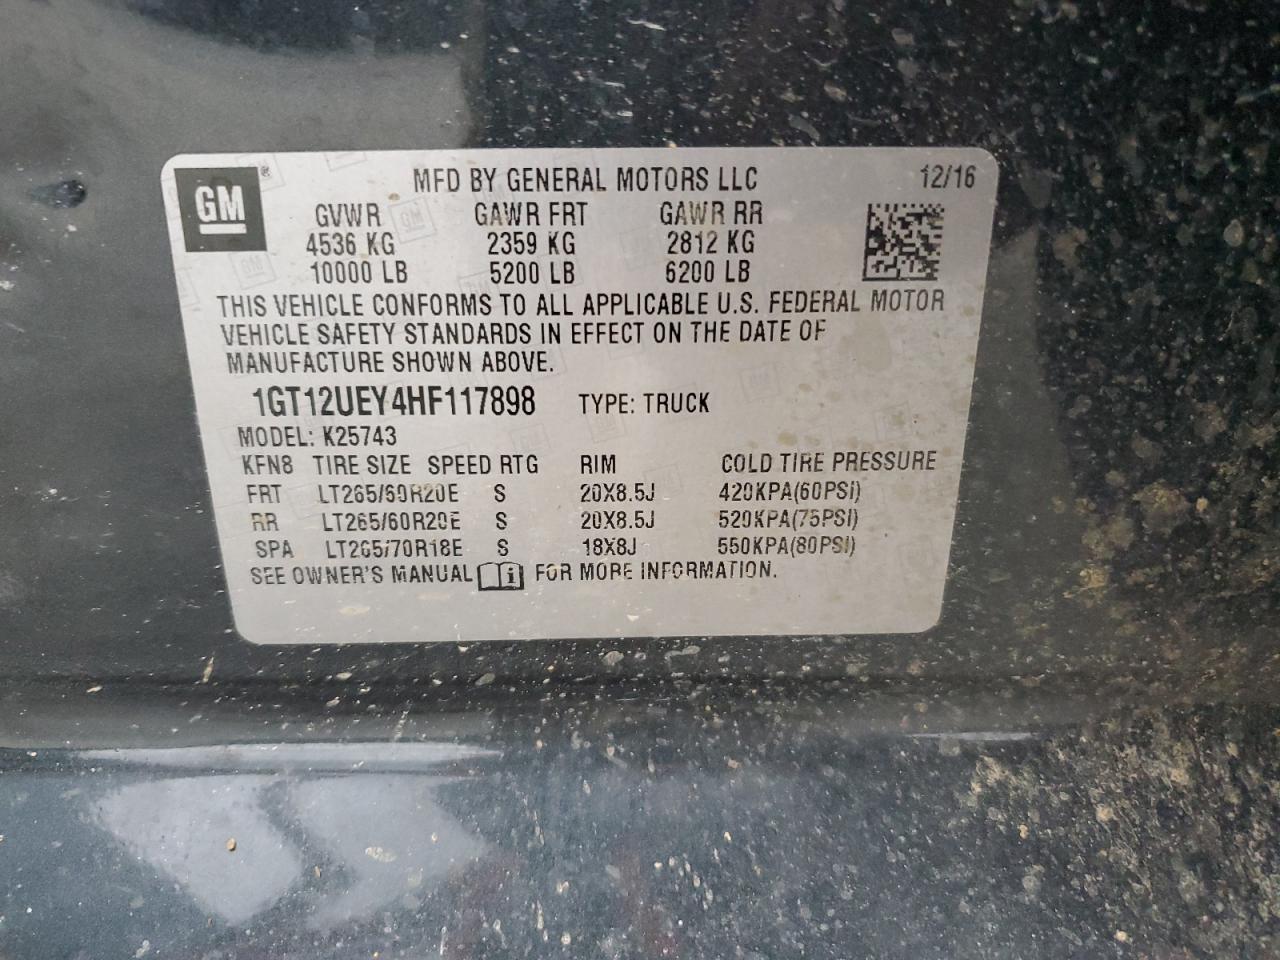 GM ® MFD BY GENERAL MOTORS LLC 12/16
GVWR GAWR FRT GAWR RR
4536 KG 2359 KG 2812 KG
10000 LB 5200 LB 6200 LB
THIS VEHICLE CONFORMS TO ALL APPLICABLE U.S. FEDERAL MOTOR
VEHICLE SAFETY STANDARDS IN EFFECT ON THE DATE OF
MANUFACTURE SHOWN ABOVE.
1GT12UEY4HF117898 TYPE: TRUCK
MODEL: K25743
KFN8 TIRE SIZE SPEED RTG RIM COLD TIRE PRESSURE
FRT LT265/60R20E S 20X8.5J 420KPA(60PSI)
RR LT265/60R20E S 20X8.5J 520KPA(75PSI)
SPA LT265/70R18E S 18X8J 550KPA(80PSI)
SEE OWNER'S MANUAL i FOR MORE INFORMATION.